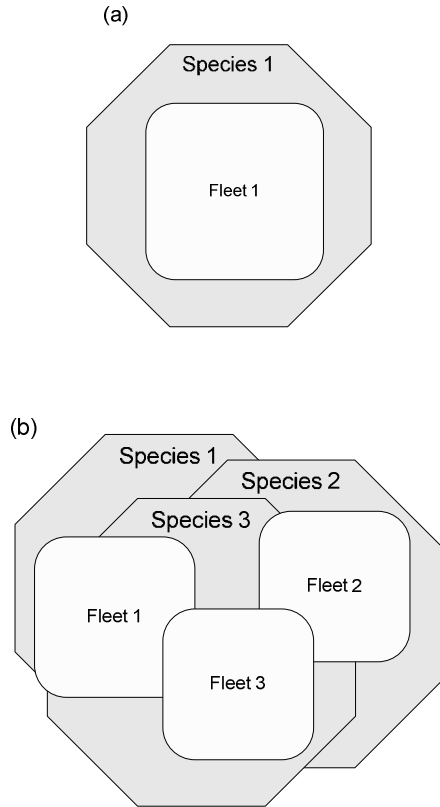 (a)
Species 1
Fleet 1
(b)
Species 1
Species 2
Species 3
Fleet 1
Fleet 2
Fleet 3